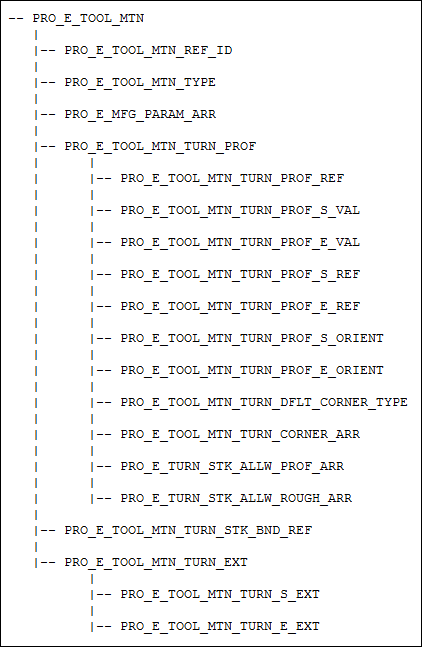 -- PRO_E_TOOL_MTN
|-- PRO_E_TOOL_MTN_REF_ID
|-- PRO_E_TOOL_MTN_TYPE
|-- PRO_E_MFG_PARAM_ARR
|-- PRO_E_TOOL_MTN_TURN_PROF
|-- PRO_E_TOOL_MTN_TURN_PROF_REF
|-- PRO_E_TOOL_MTN_TURN_PROF_S_VAL
|-- PRO_E_TOOL_MTN_TURN_PROF_E_VAL
|-- PRO_E_TOOL_MTN_TURN_PROF_S_REF
|-- PRO_E_TOOL_MTN_TURN_PROF_E_REF
|-- PRO_E_TOOL_MTN_TURN_PROF_S_ORIENT
|-- PRO_E_TOOL_MTN_TURN_PROF_E_ORIENT
|-- PRO_E_TOOL_MTN_TURN_DFLT_CORNER_TYPE
|-- PRO_E_TOOL_MTN_TURN_CORNER_ARR
|-- PRO_E_TURN_STK_ALLW_PROF_ARR
|-- PRO_E_TURN_STK_ALLW_ROUGH_ARR
|-- PRO_E_TOOL_MTN_TURN_STK_BND_REF
|-- PRO_E_TOOL_MTN_TURN_EXT
|-- PRO_E_TOOL_MTN_TURN_S_EXT
|-- PRO_E_TOOL_MTN_TURN_E_EXT